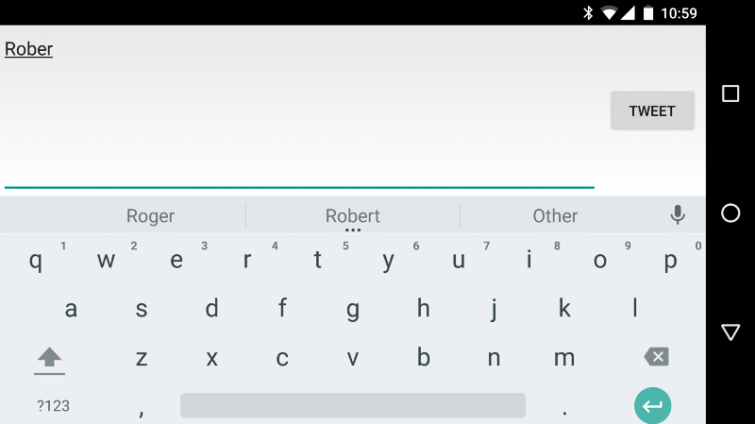 10:59
Rober
TWEET
Roger Robert Other
q 1 w 2 e 3 r 4 t 5 y 6 u 7 i 8 o 9 p 0
a s d f g h j k l
z x c v b n m
?123 , .